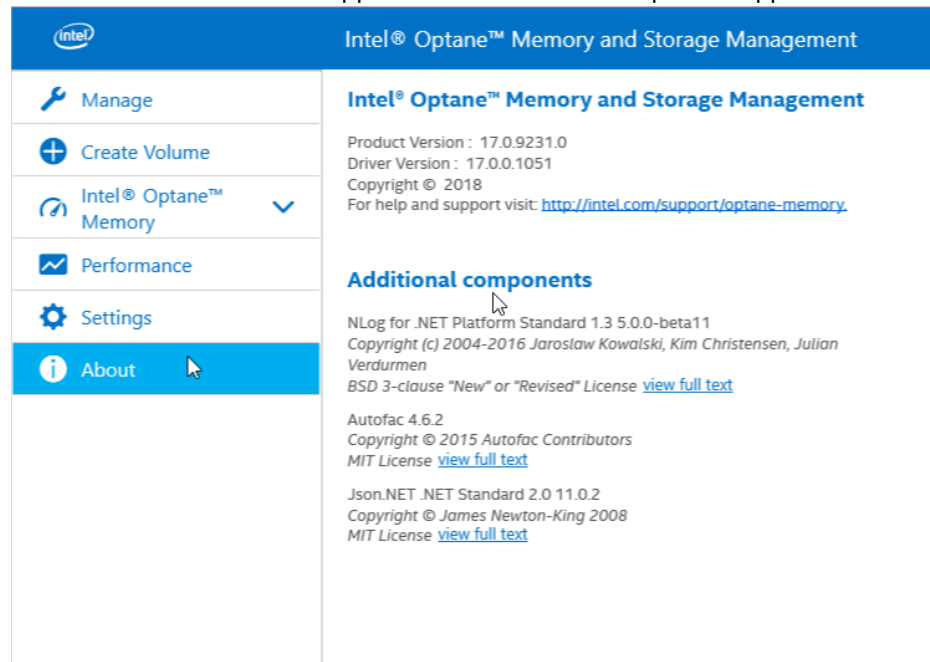 intel
Intel® Optane™ Memory and Storage Management
Manage
Create Volume
Intel® Optane™
Memory
Performance
Settings
i About
Intel® Optane™ Memory and Storage Management
Product Version : 17.0.9231.0
Driver Version : 17.0.0.1051
Copyright © 2018
For help and support visit: http://intel.com/support/optane-memory.
Additional components
NLog for .NET Platform Standard 1.3 5.0.0-beta11
Copyright (c) 2004-2016 Jaroslaw Kowalski, Kim Christensen, Julian
Verdurmen
BSD 3-clause "New" or "Revised" License view full text
Autofac 4.6.2
Copyright © 2015 Autofac Contributors
MIT License view full text
Json.NET .NET Standard 2.0 11.0.2
Copyright © James Newton-King 2008
MIT License view full text